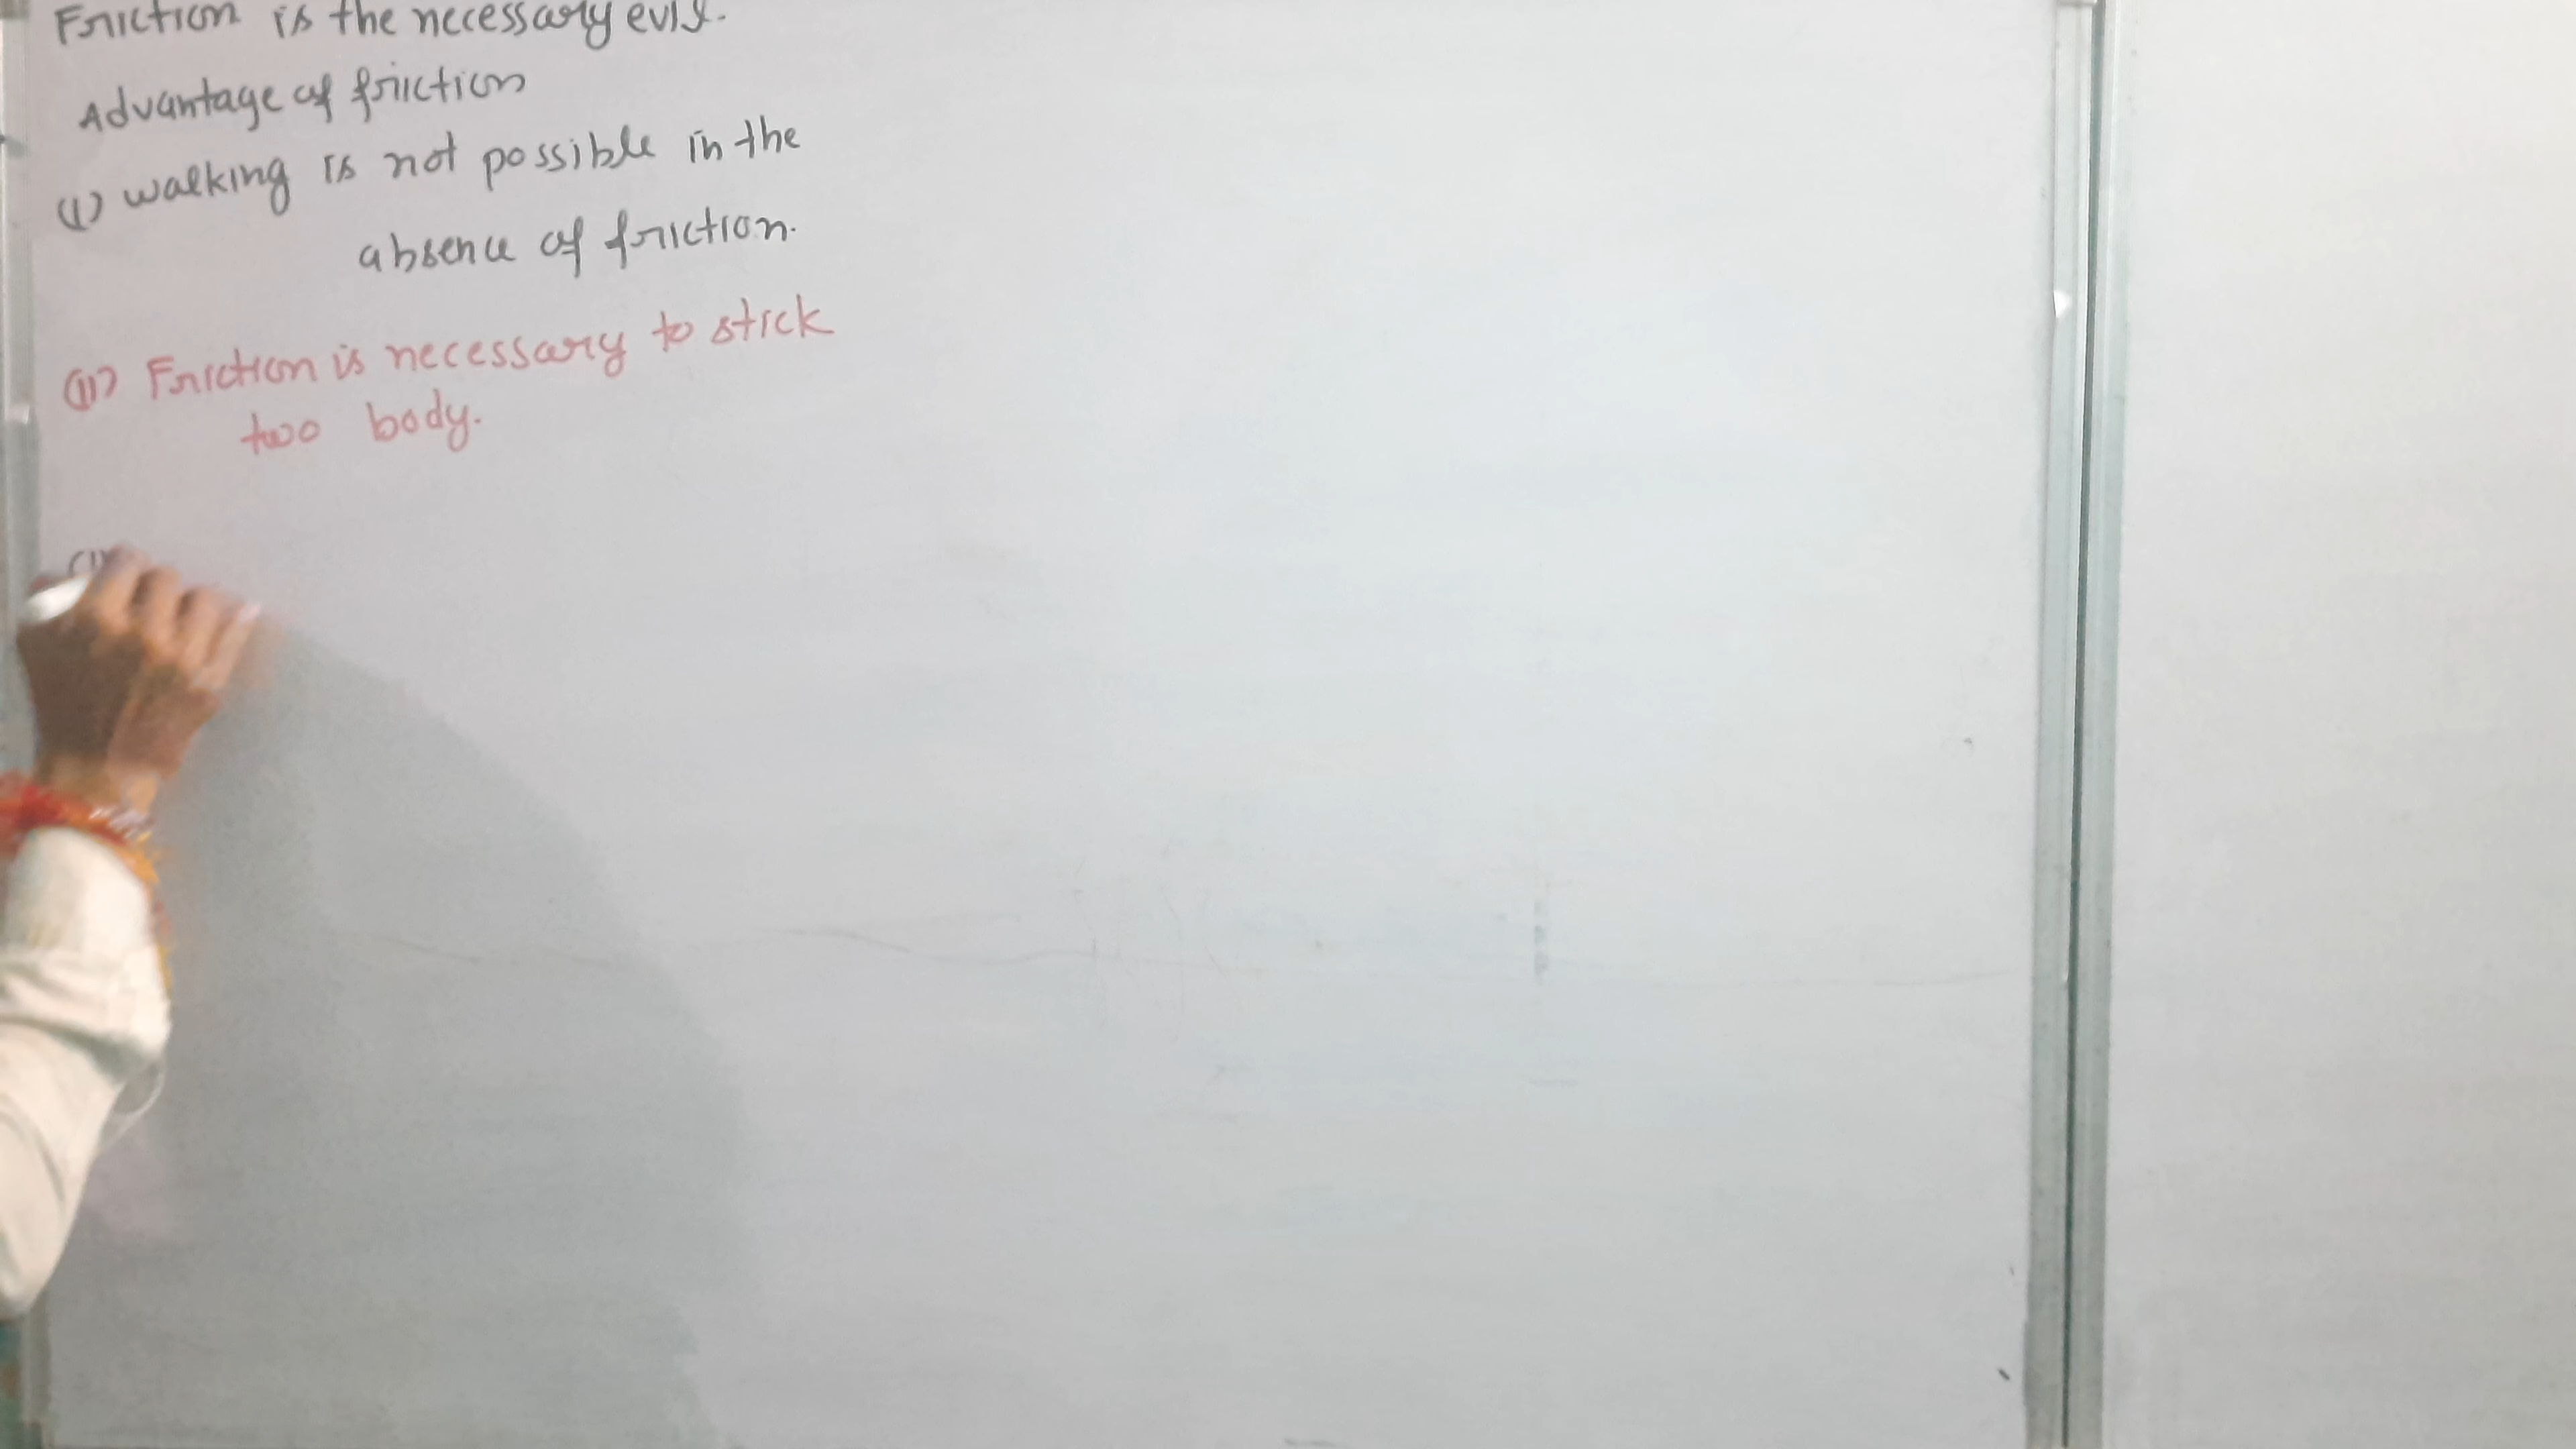 Friction is the necessary evil.
Advantage of friction
(I) walking is not possible in the
absence of friction.
(II) Friction is necessary to stick
two body.